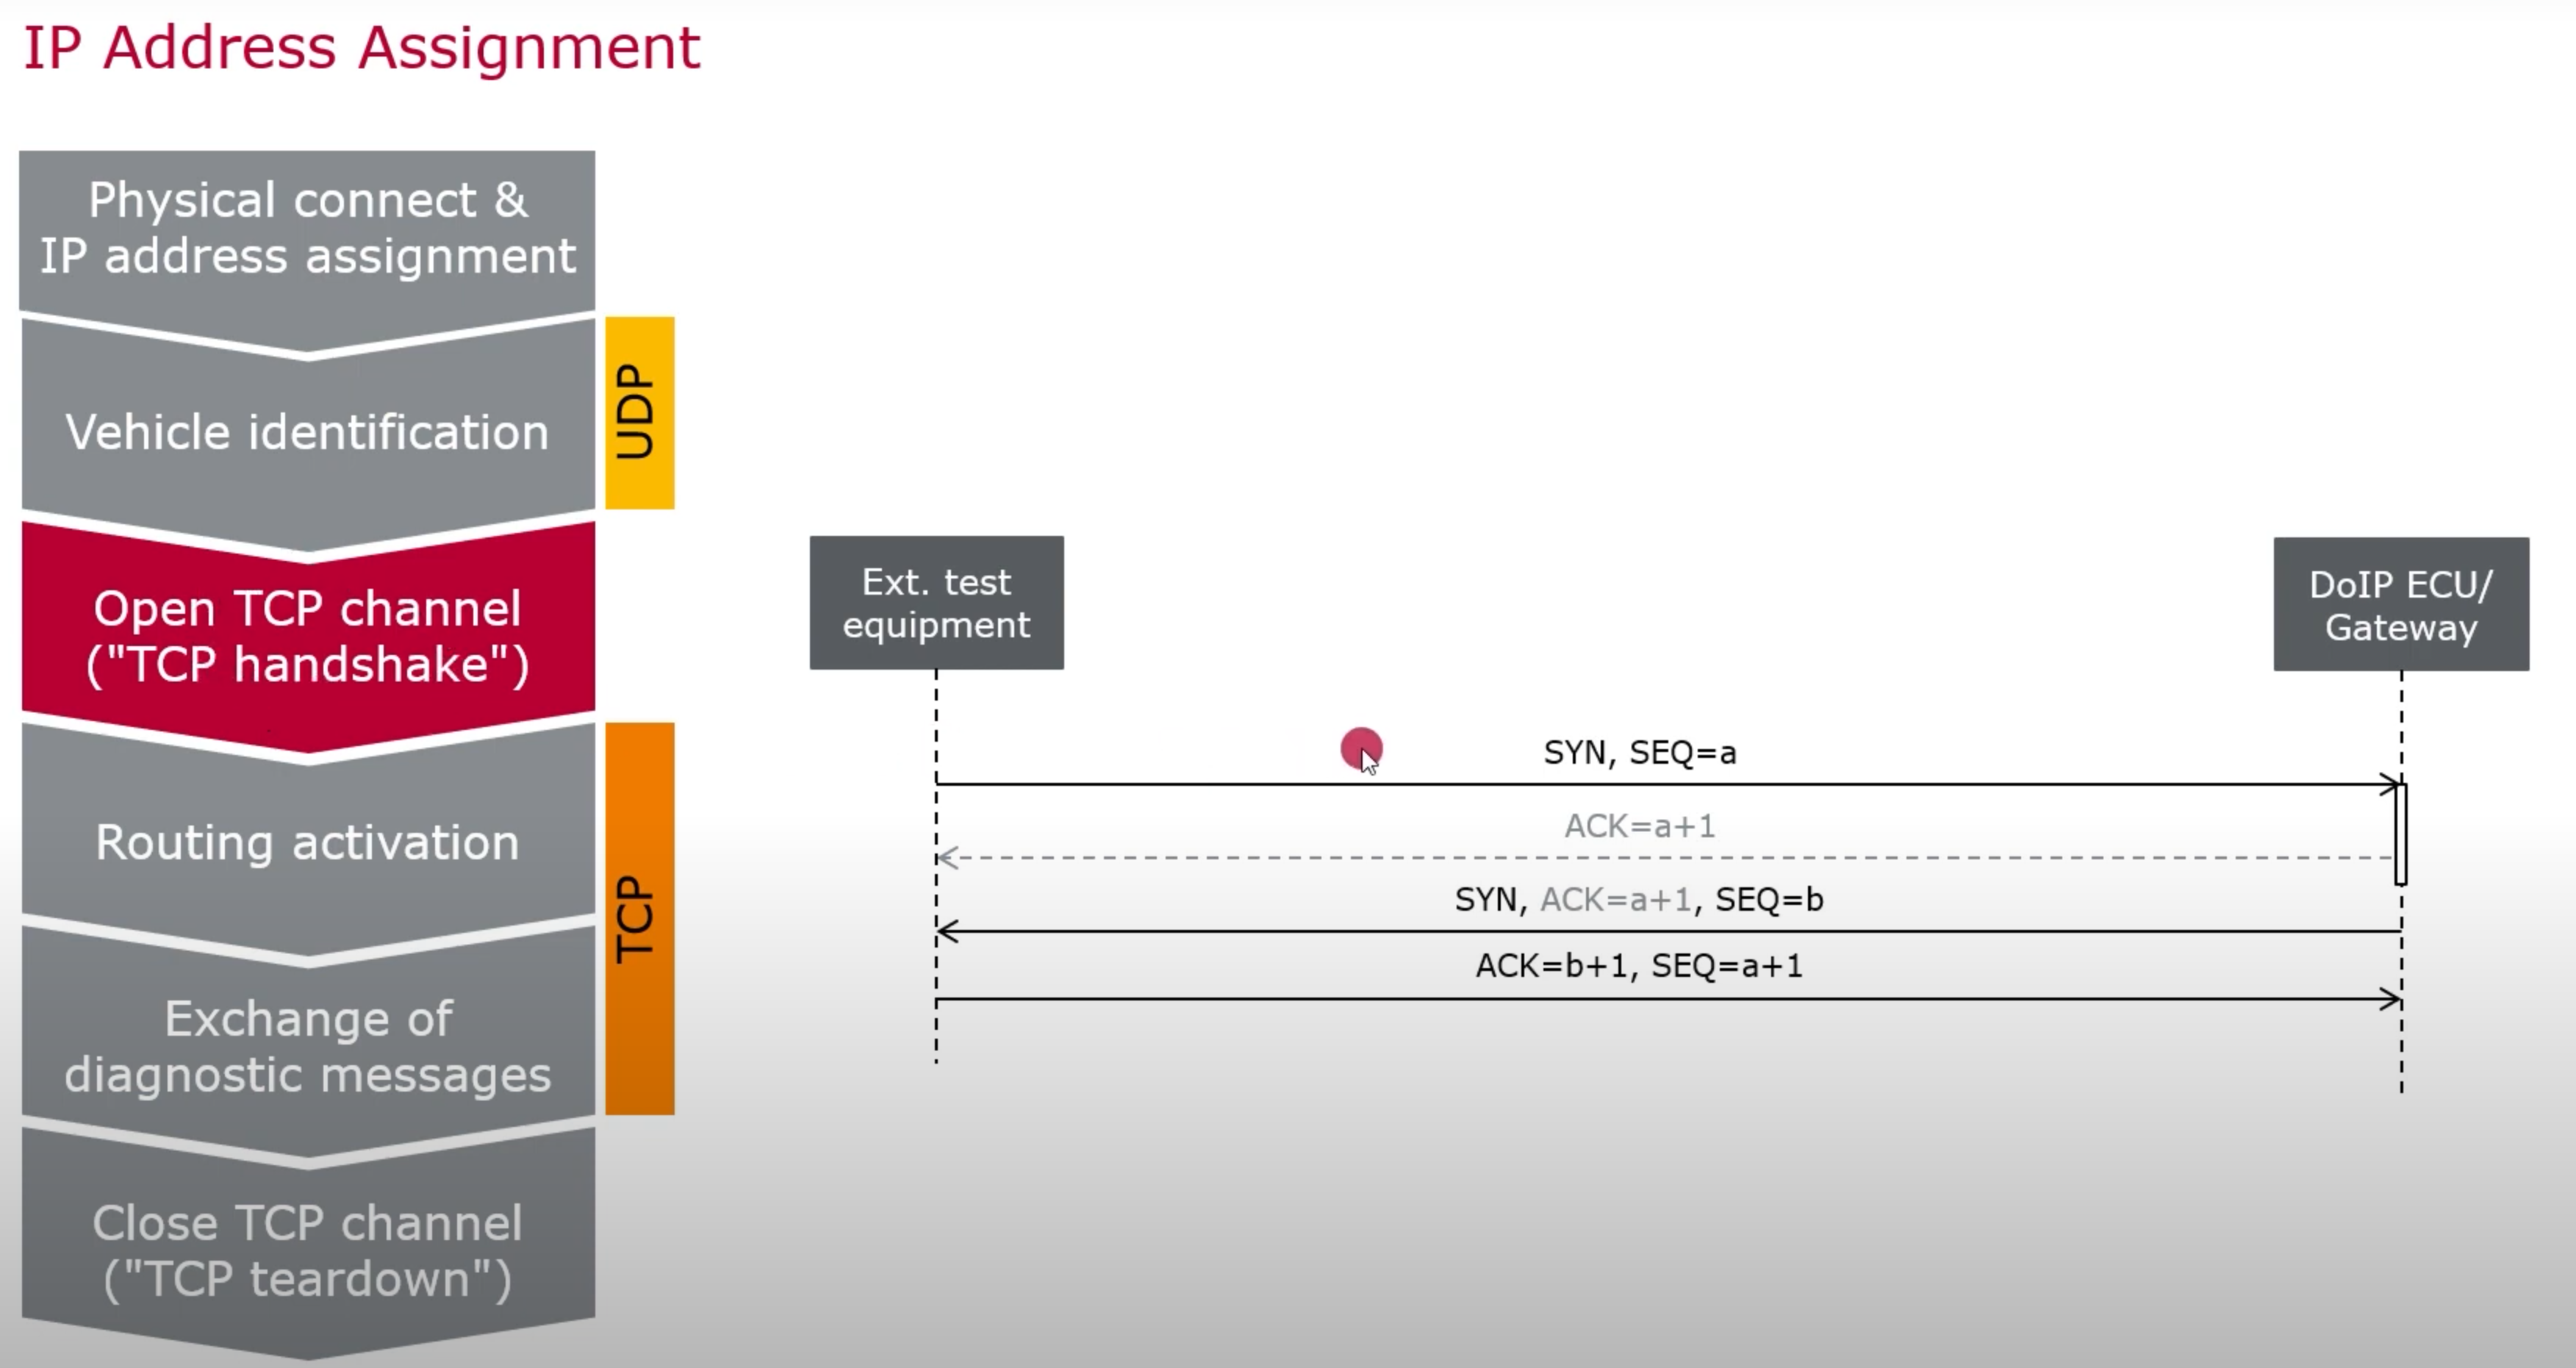 IP Address Assignment
Physical connect &
IP address assignment
Vehicle identification
UDP
Open TCP channel
("TCP handshake")
Routing activation
TCP
Exchange of
diagnostic messages
Close TCP channel
("TCP teardown")
Ext. test
equipment
DoIP ECU/
Gateway
SYN, SEQ=a
ACK=a+1
SYN, ACK=a+1, SEQ=b
ACK=b+1, SEQ=a+1